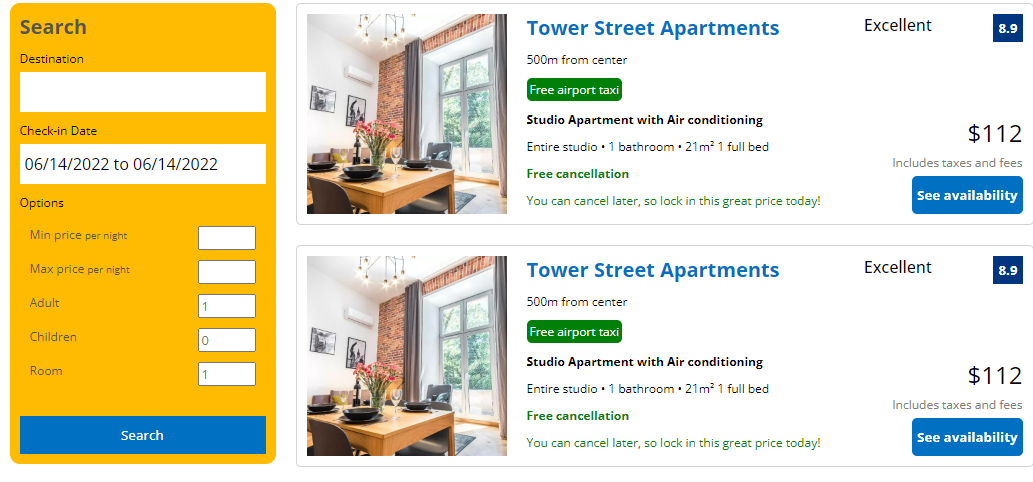 Search
Destination
Check-in Date
06/14/2022 to 06/14/2022
Options
Min price per night
Max price per night
Adult 1
Children 0
Room 1
Search
Tower Street Apartments
Excellent 8.9
500m from center
Free airport taxi
Studio Apartment with Air conditioning
Entire studio • 1 bathroom • 21m² 1 full bed
Free cancellation
You can cancel later, so lock in this great price today!
$112
Includes taxes and fees
See availability
Tower Street Apartments
Excellent 8.9
500m from center
Free airport taxi
Studio Apartment with Air conditioning
Entire studio • 1 bathroom • 21m² 1 full bed
Free cancellation
You can cancel later, so lock in this great price today!
$112
Includes taxes and fees
See availability